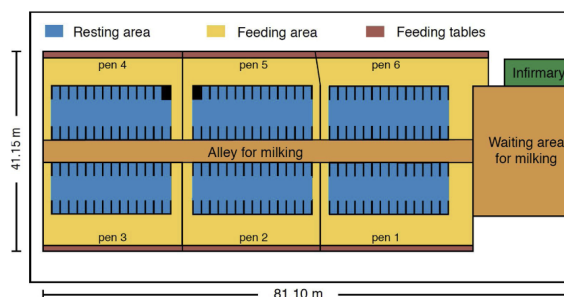 Resting area
Feeding area
Feeding tables
pen 4
pen 5
pen 6
Infirmary
41.15 m
Alley for milking
Waiting area
for milking
pen 3
pen 2
pen 1
81.10 m